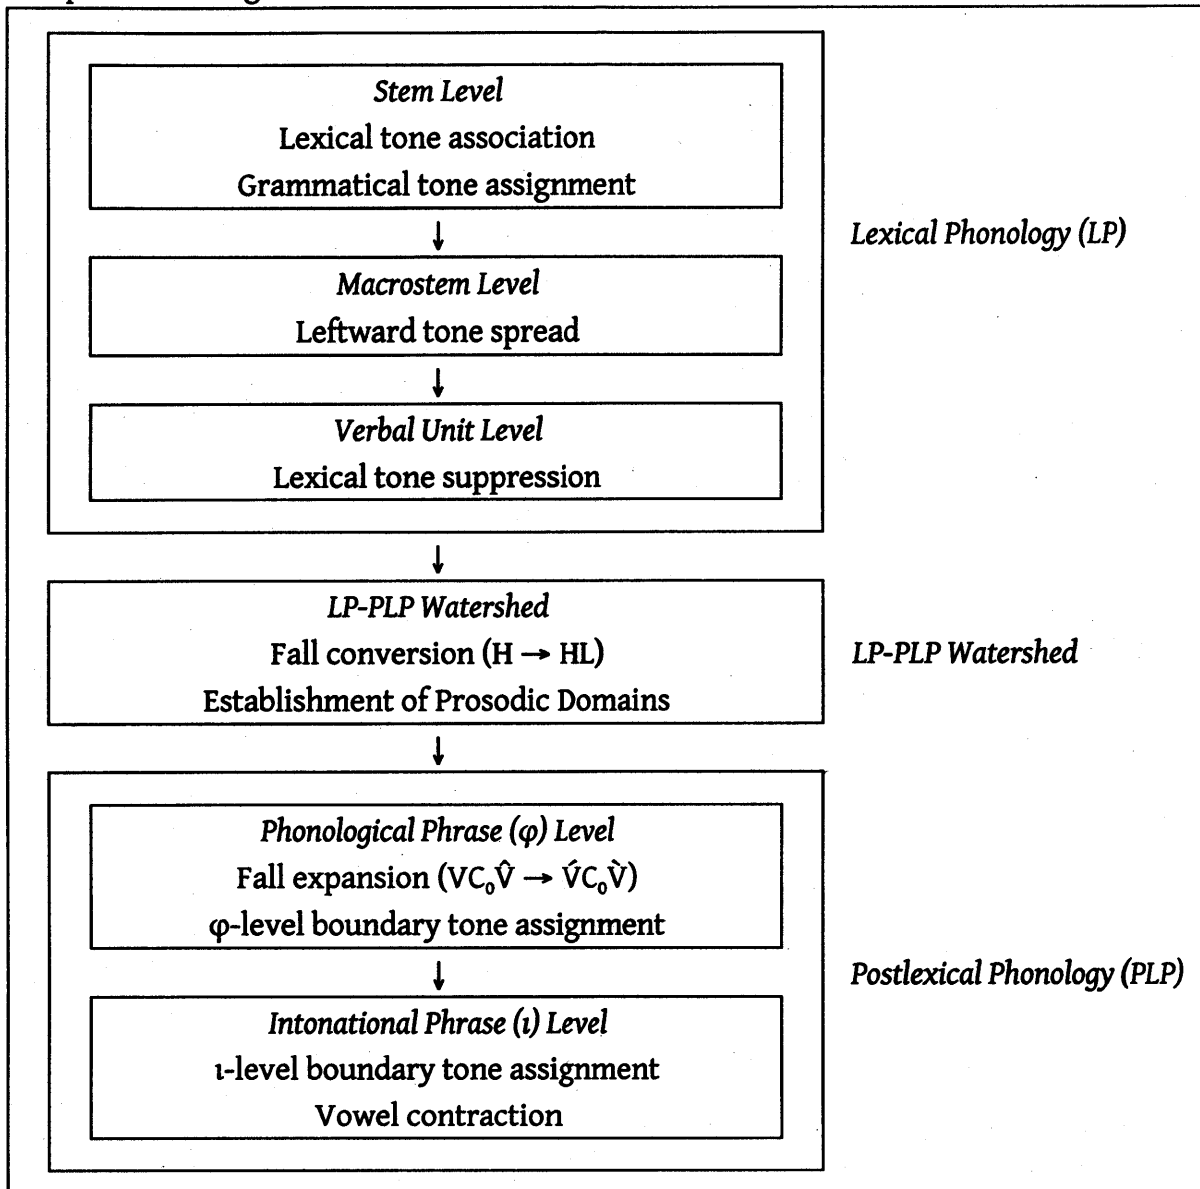 Stem Level
Lexical tone association
Grammatical tone assignment
↓
Lexical Phonology (LP)
Macrostem Level
Leftward tone spread
↓
Verbal Unit Level
Lexical tone suppression
↓
LP-PLP Watershed
Fall conversion (H → HL)
LP-PLP Watershed
Establishment of Prosodic Domains
↓
Phonological Phrase (φ) Level
Fall expansion (VC₀V̂ → V́C₀V̀)
φ-level boundary tone assignment
↓
Postlexical Phonology (PLP)
Intonational Phrase (ι) Level
ι-level boundary tone assignment
Vowel contraction